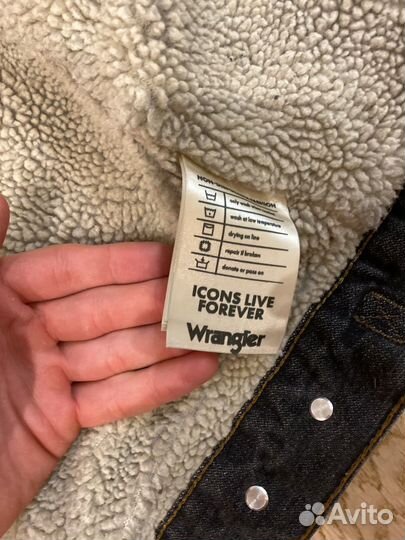 only wash
wash at low temperature
drying on line
repair if broken
donate or pass on
ICONS LIVE
FOREVER
Wrangler
Avito